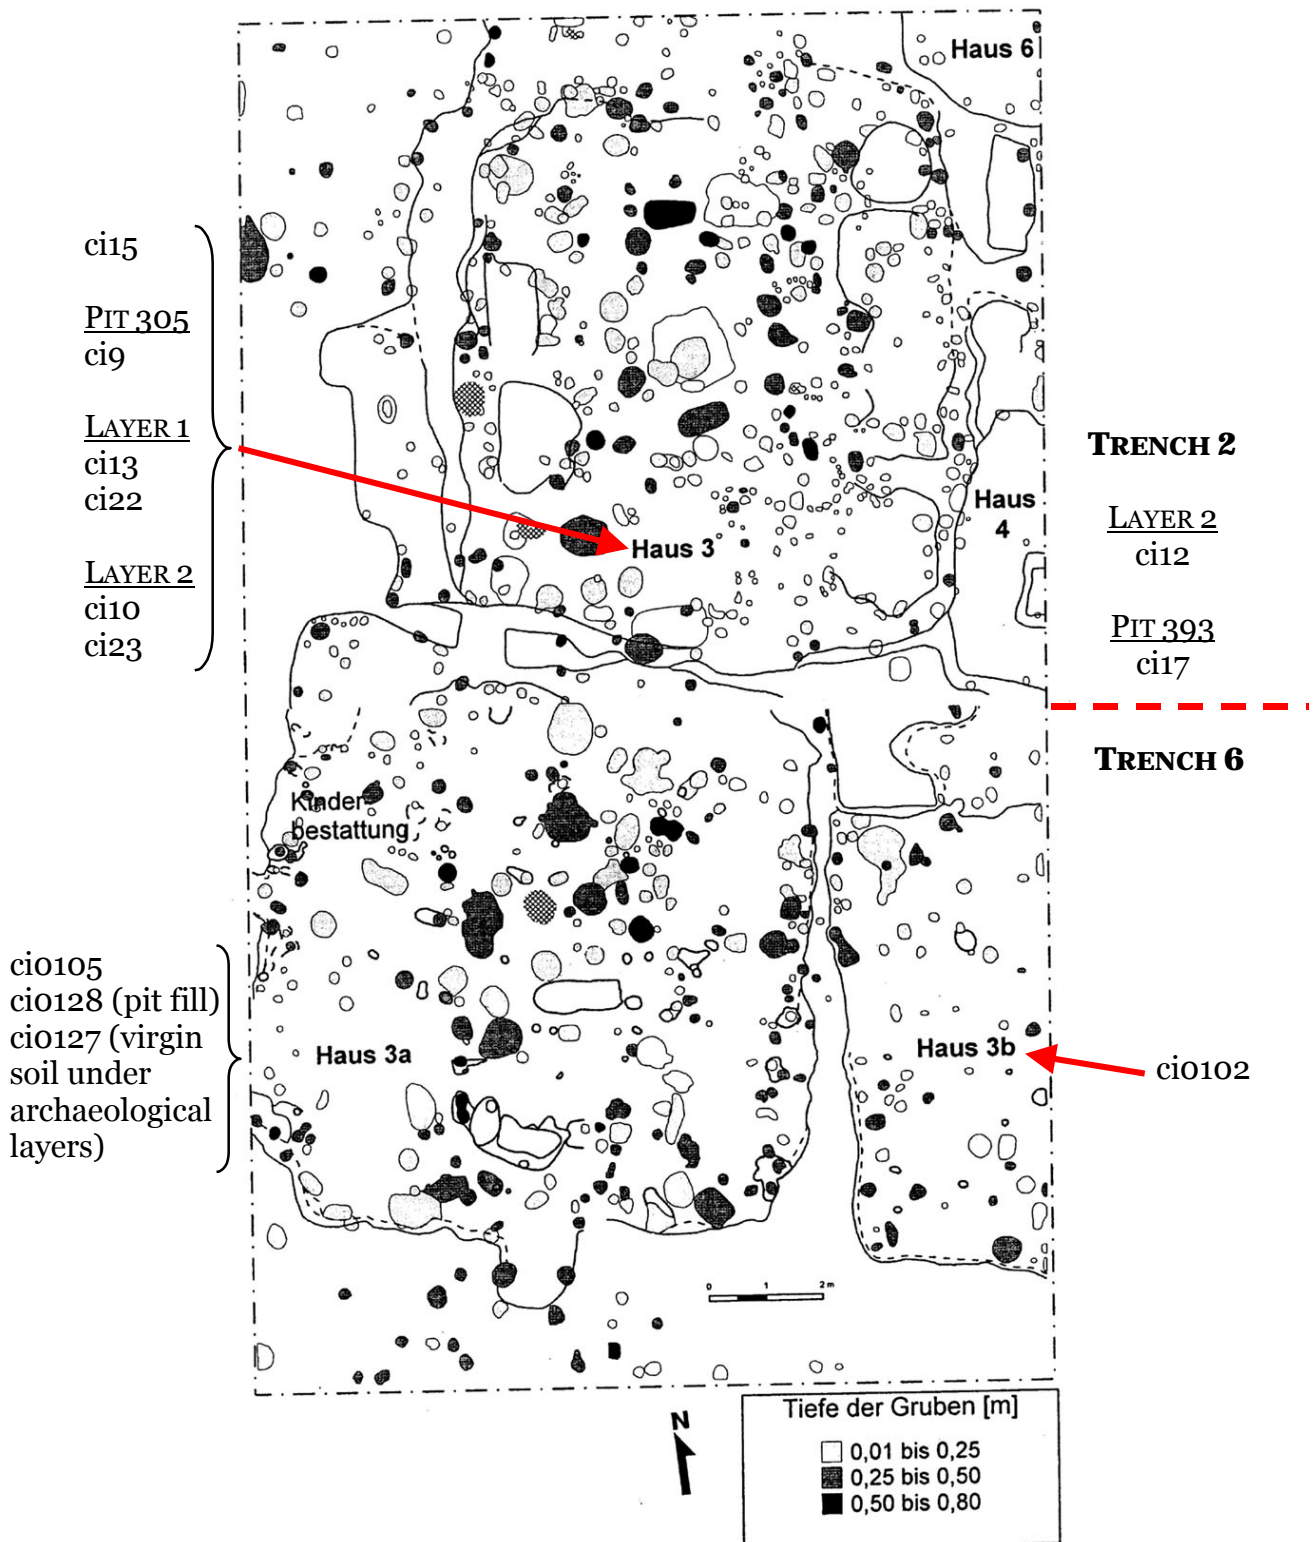 Haus 6
ci15
PIT 305
ci9
LAYER 1
ci13
ci22
LAYER 2
ci10
ci23
Haus 3
Haus
4
TRENCH 2
LAYER 2
ci12
PIT 393
ci17
TRENCH 6
Kinder-
bestattung
ci0105
ci0128 (pit fill)
ci0127 (virgin
soil under
archaeological
layers)
Haus 3a
Haus 3b
ci0102
0 1 2 m
N
Tiefe der Gruben [m]
0,01 bis 0,25
0,25 bis 0,50
0,50 bis 0,80